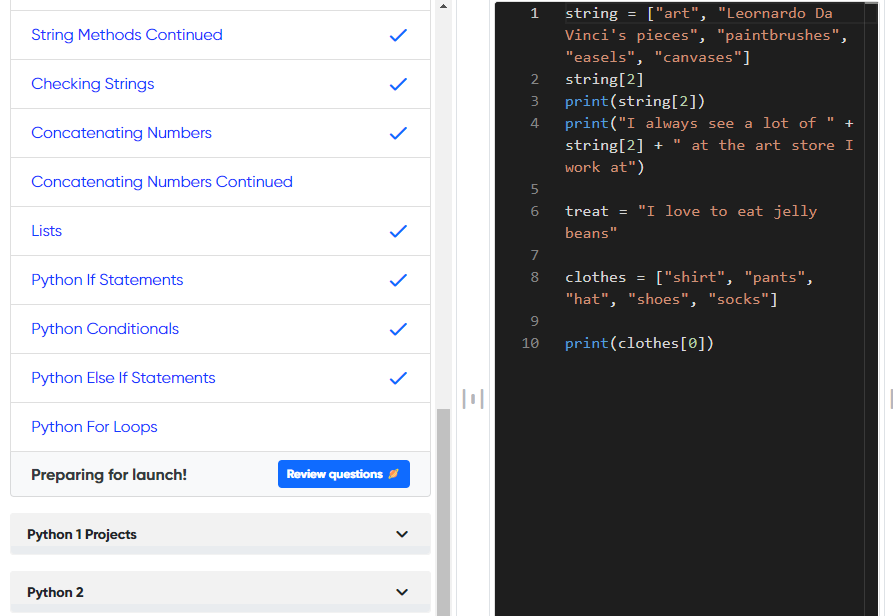 String Methods Continued
Checking Strings
Concatenating Numbers
Concatenating Numbers Continued
Lists
Python If Statements
Python Conditionals
Python Else If Statements
Python For Loops
Preparing for launch!
Review questions
Python 1 Projects
Python 2
1 string = ["art", "Leornardo Da
Vinci's pieces", "paintbrushes",
"easels", "canvases"]
2 string[2]
3 print(string[2])
4 print("I always see a lot of " +
string[2] + " at the art store I
work at")
5
6 treat = "I love to eat jelly
beans"
7
8 clothes = ["shirt", "pants",
"hat", "shoes", "socks"]
9
10 print(clothes[0])